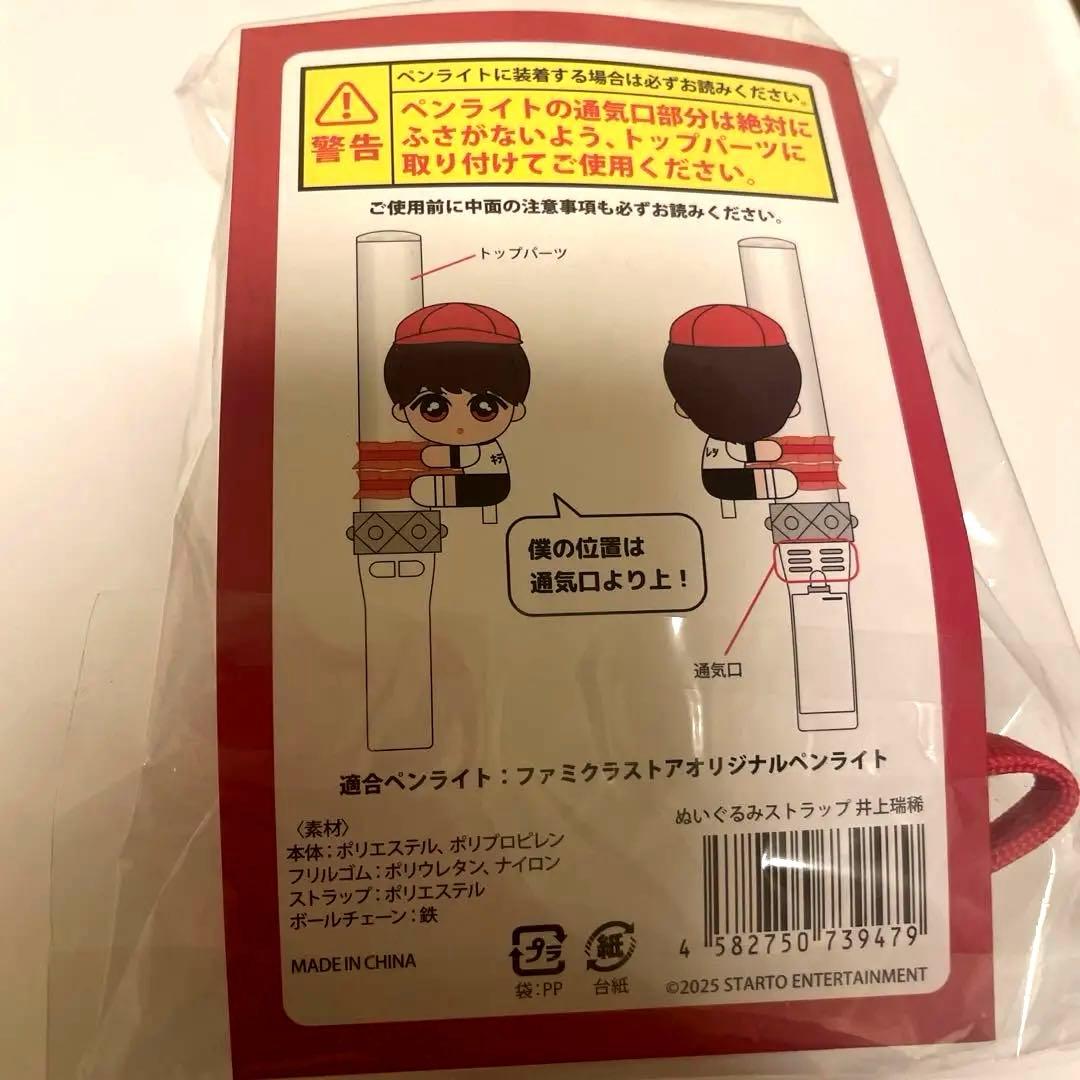 ペンライトに装着する場合は必ずお読みください。
警告
ペンライトの通気口部分は絶対に
ふさがないよう、トップパーツに
取り付けてご使用ください。
ご使用前に中面の注意事項も必ずお読みください。
トップパーツ
キテ
レツ
僕の位置は
通気口より上！
通気口
適合ペンライト：ファミクラストアオリジナルペンライト
〈素材〉
本体：ポリエステル、ポリプロピレン
フリルゴム：ポリウレタン、ナイロン
ストラップ：ポリエステル
ボールチェーン：鉄
MADE IN CHINA
プラ
袋：PP
紙
台紙
ぬいぐるみストラップ 井上瑞稀
4 582750 739479
©2025 STARTO ENTERTAINMENT